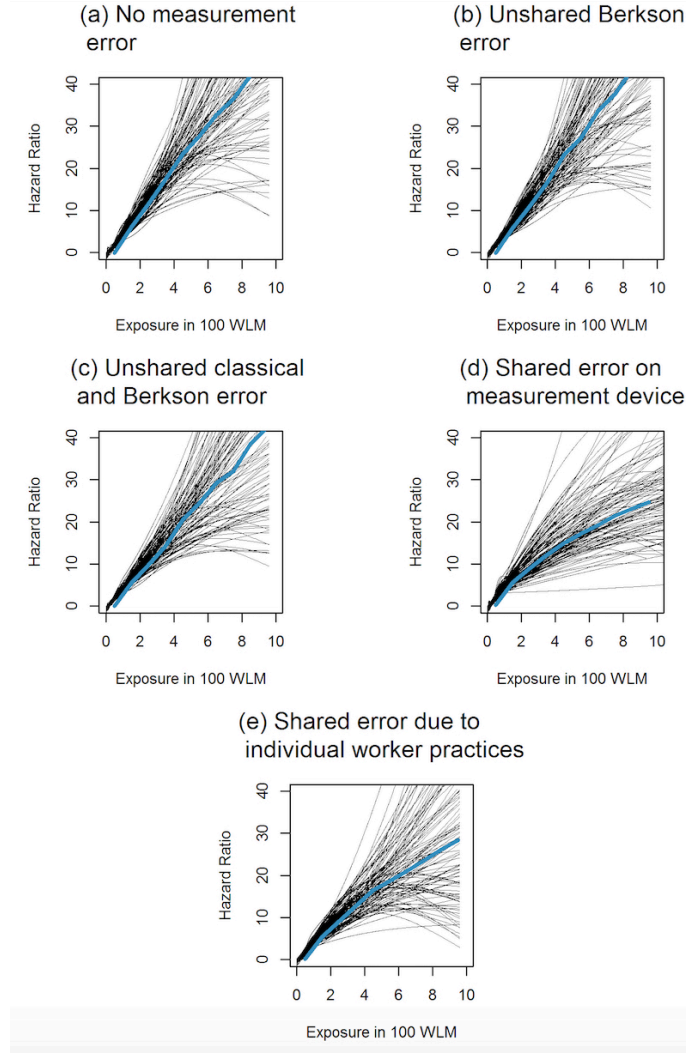 (a) No measurement
error
(b) Unshared Berkson
error
40
30
20
10
0
Hazard Ratio
0 2 4 6 8 10
Exposure in 100 WLM
40
30
20
10
0
Hazard Ratio
0 2 4 6 8 10
Exposure in 100 WLM
(c) Unshared classical
and Berkson error
(d) Shared error on
measurement device
40
30
20
10
0
Hazard Ratio
0 2 4 6 8 10
Exposure in 100 WLM
40
30
20
10
0
Hazard Ratio
0 2 4 6 8 10
Exposure in 100 WLM
(e) Shared error due to
individual worker practices
40
30
20
10
0
Hazard Ratio
0 2 4 6 8 10
Exposure in 100 WLM